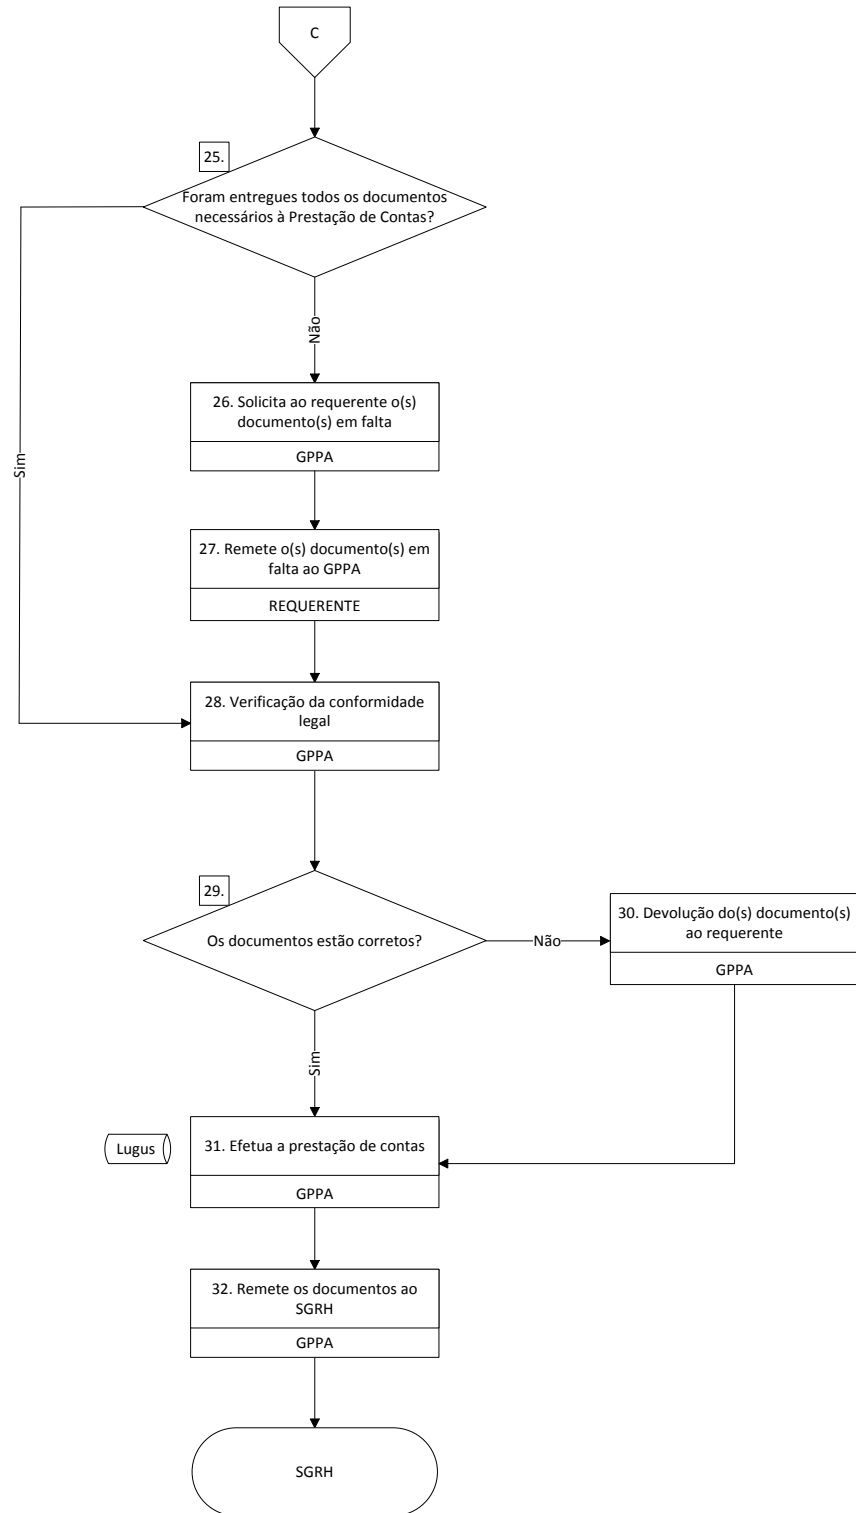 C
25.
Foram entregues todos os documentos
necessários à Prestação de Contas?
Não
Sim
26. Solicita ao requerente o(s)
documento(s) em falta
GPPA
27. Remete o(s) documento(s) em
falta ao GPPA
REQUERENTE
28. Verificação da conformidade
legal
GPPA
29.
Os documentos estão corretos?
Não
30. Devolução do(s) documento(s)
ao requerente
GPPA
Sim
Lugus
31. Efetua a prestação de contas
GPPA
32. Remete os documentos ao
SGRH
GPPA
SGRH